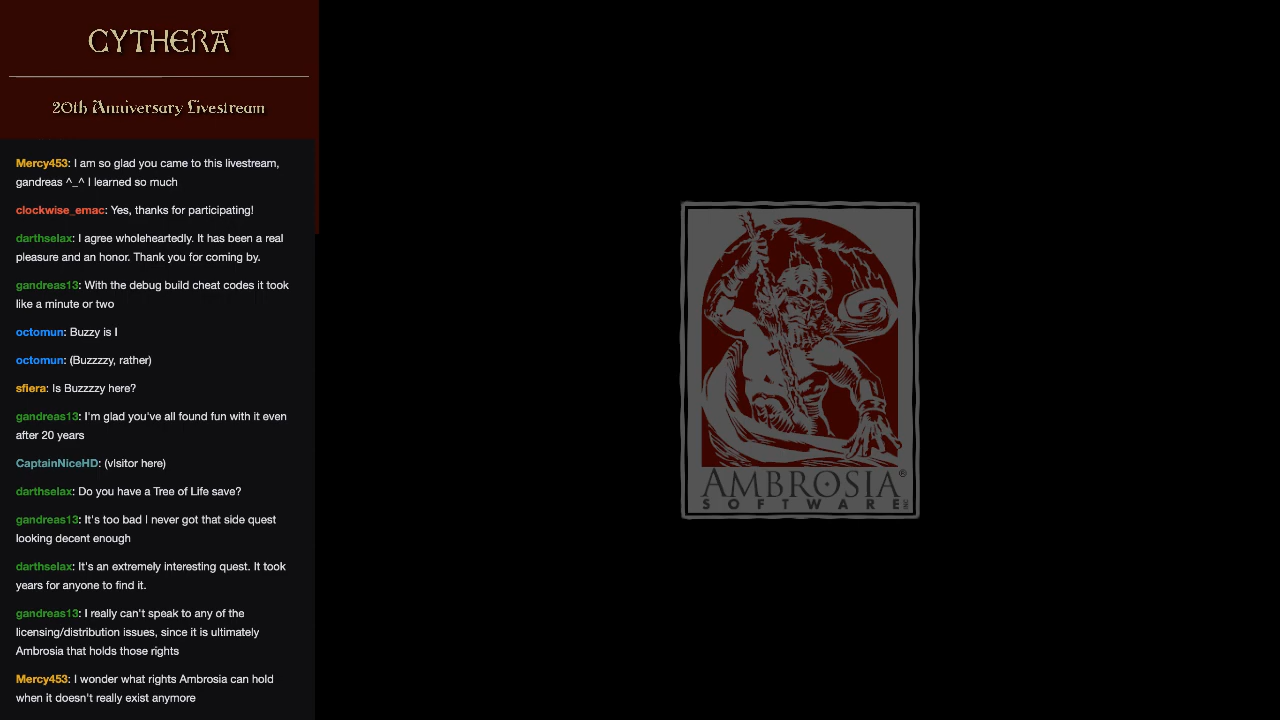 CYTHERA
20th Anniversary Livestream
Mercy453: I am so glad you came to this livestream,
gandreas ^_^ I learned so much
clockwise_emac: Yes, thanks for participating!
darthselax: I agree wholeheartedly. It has been a real
pleasure and an honor. Thank you for coming by.
gandreas13: With the debug build cheat codes it took
like a minute or two
octomun: Buzzy is I
octomun: (Buzzzzy, rather)
sfiera: Is Buzzzzy here?
gandreas13: I'm glad you've all found fun with it even
after 20 years
CaptainNiceHD: (visitor here)
darthselax: Do you have a Tree of Life save?
gandreas13: It's too bad I never got that side quest
looking decent enough
darthselax: It's an extremely interesting quest. It took
years for anyone to find it.
gandreas13: I really can't speak to any of the
licensing/distribution issues, since it is ultimately
Ambrosia that holds those rights
Mercy453: I wonder what rights Ambrosia can hold
when it doesn't really exist anymore
AMBROSIA®
SOFTWARE INC